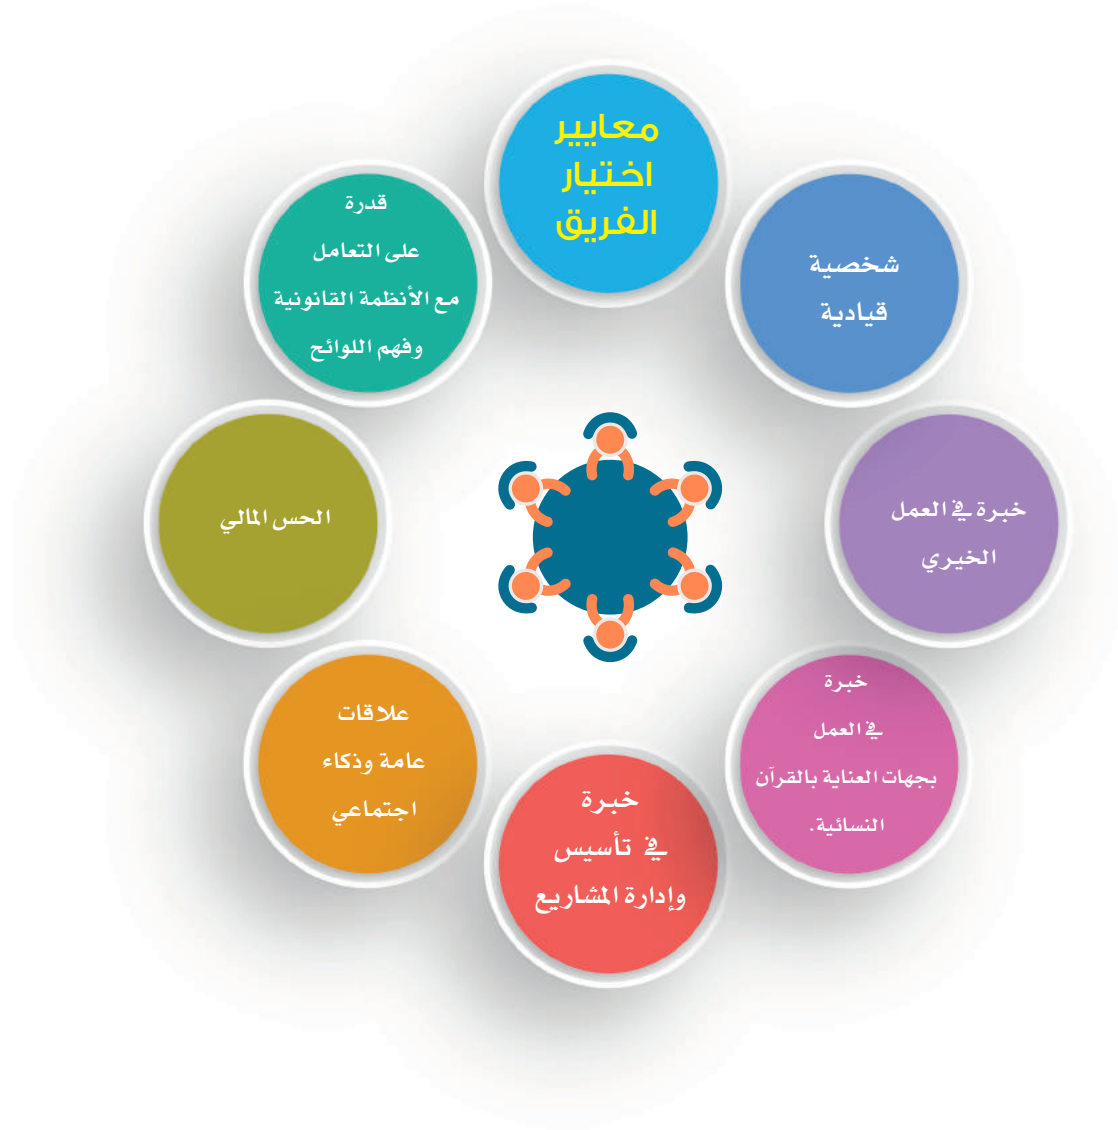 معايير
اختيار
الفريق
شخصية
قيادية
خبرة في العمل
الخيري
خبرة
في العمل
بجهات العناية بالقرآن
النسائية.
خبرة
في تأسيس
وإدارة المشاريع
علاقات
عامة وذكاء
اجتماعي
الحس المالي
قدرة
على التعامل
مع الأنظمة القانونية
وفهم اللوائح